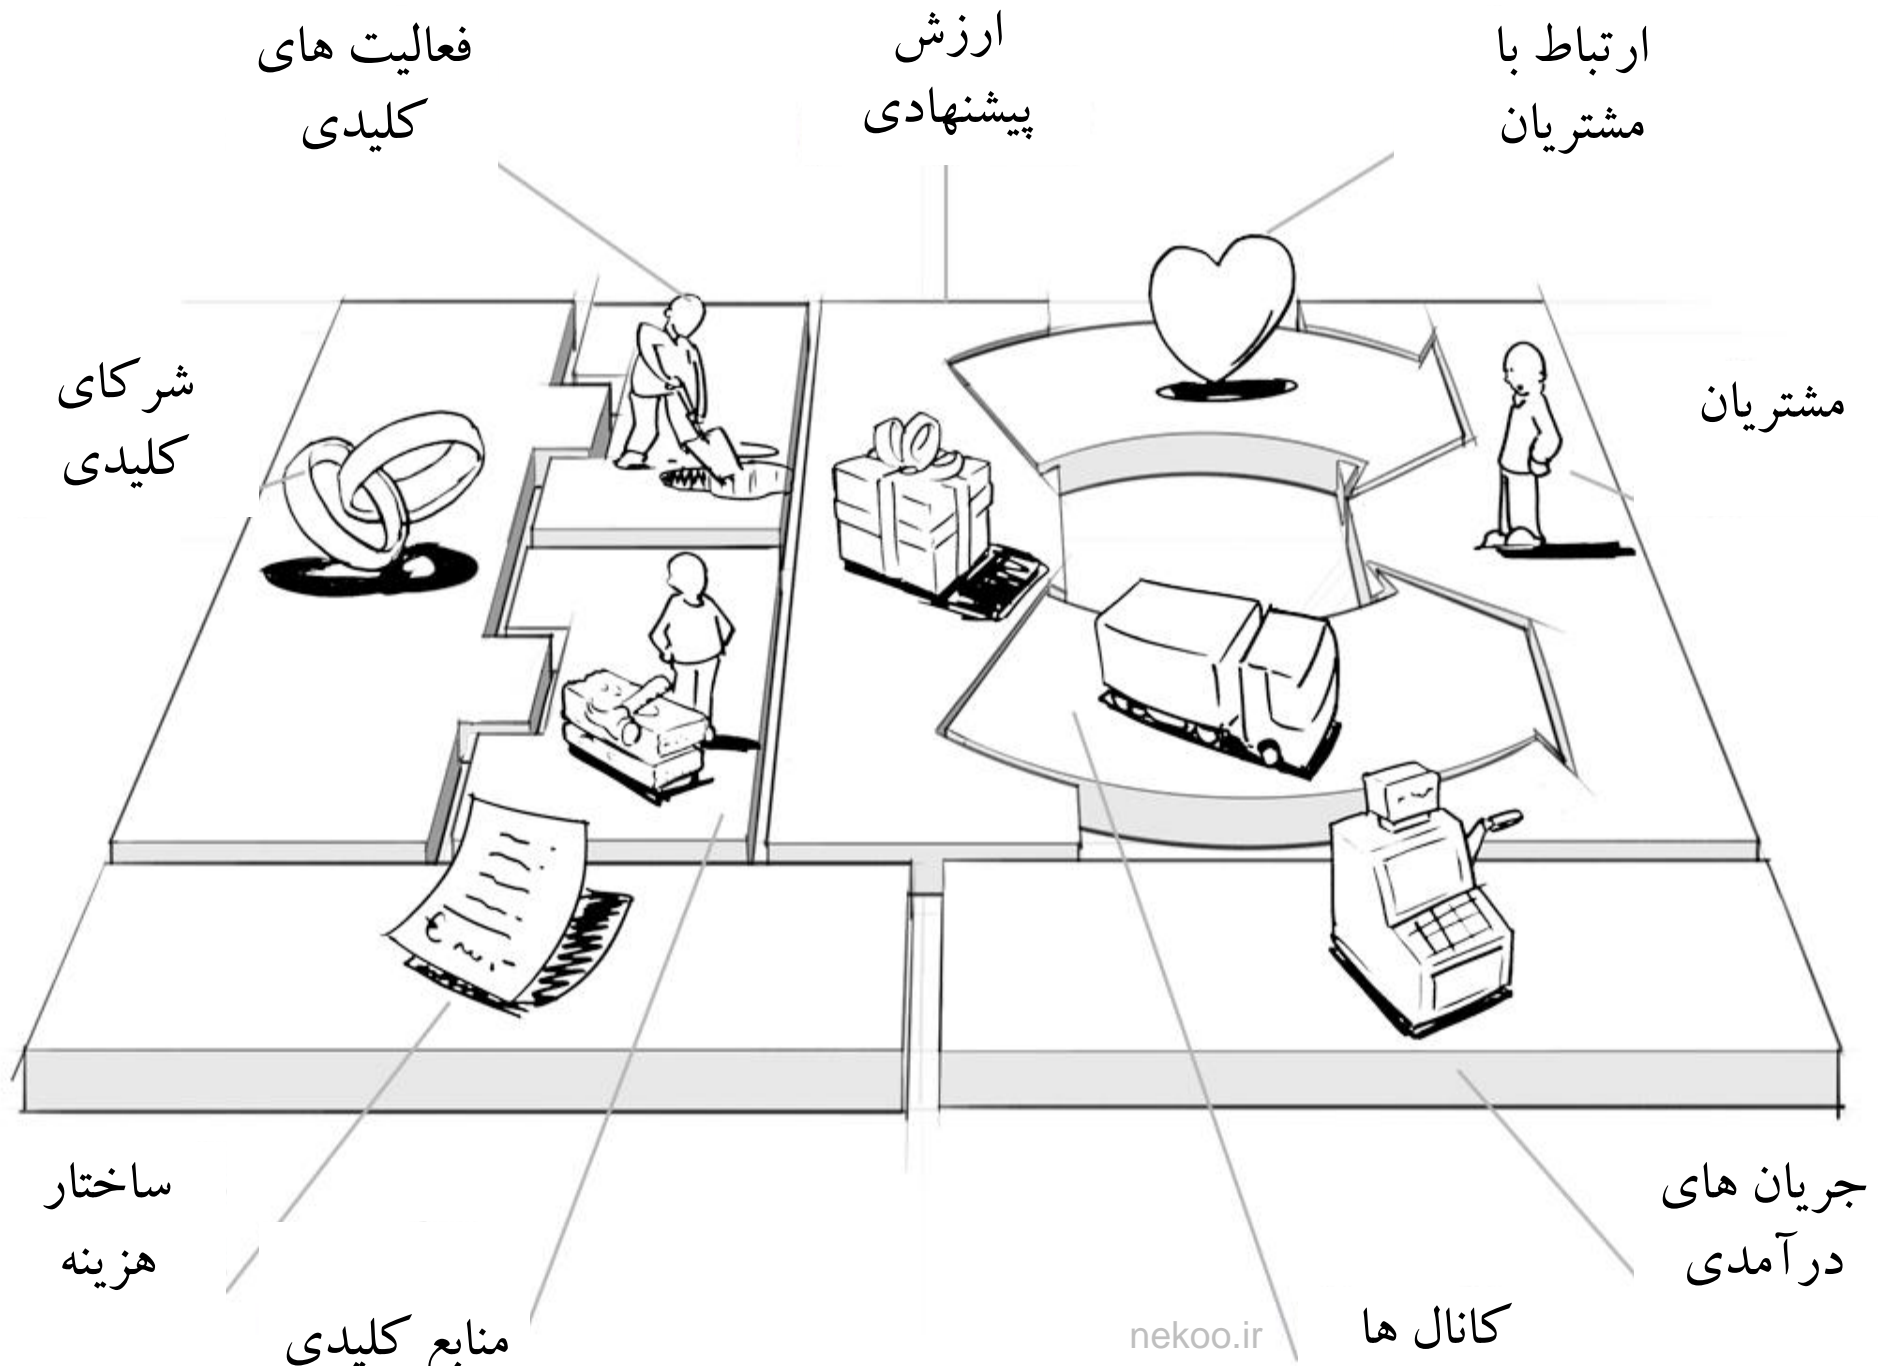 ارتباط با
مشتریان
ارزش
پیشنهادی
فعالیت های
کلیدی
مشتریان
شرکای
کلیدی
جریان های
درآمدی
ساختار
هزینه
کانال ها
منابع کلیدی
nekoo.ir